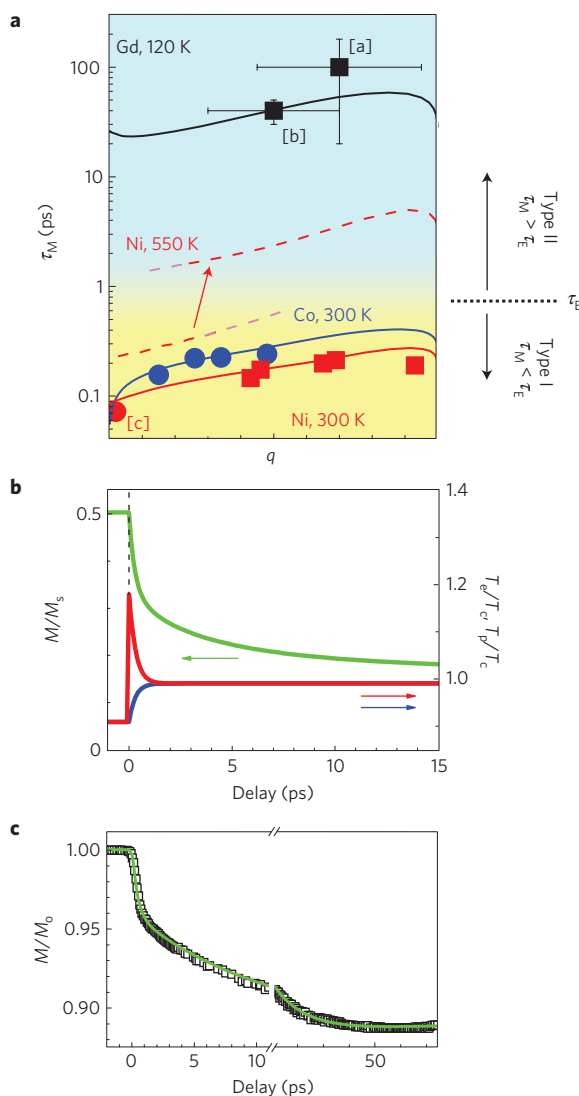 a
Gd, 120 K
[a]
[b]
100
10
1
0.1
τM (ps)
Ni, 550 K
Co, 300 K
[c]
Ni, 300 K
q
Type II
τM > τE
τE
Type I
τM < τE
b
0.5
0
M/Ms
1.4
1.2
1.0
Te/Tc, Tp/Tc
0 5 10 15
Delay (ps)
c
1.00
0.95
0.90
M/Mo
0 5 10 50
Delay (ps)